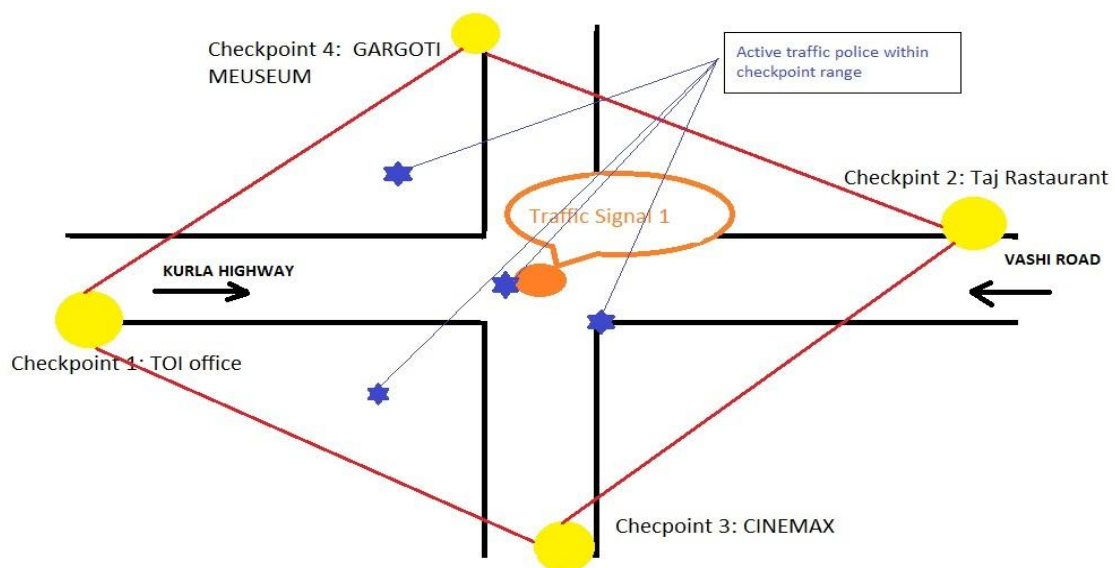 Checkpoint 4:  GARGOTI
MEUSEUM
Active traffic police within
checkpoint range
Checkpint 2: Taj Rastaurant
Traffic Signal 1
KURLA HIGHWAY
VASHI ROAD
Checkpoint 1: TOI office
Checpoint 3: CINEMAX